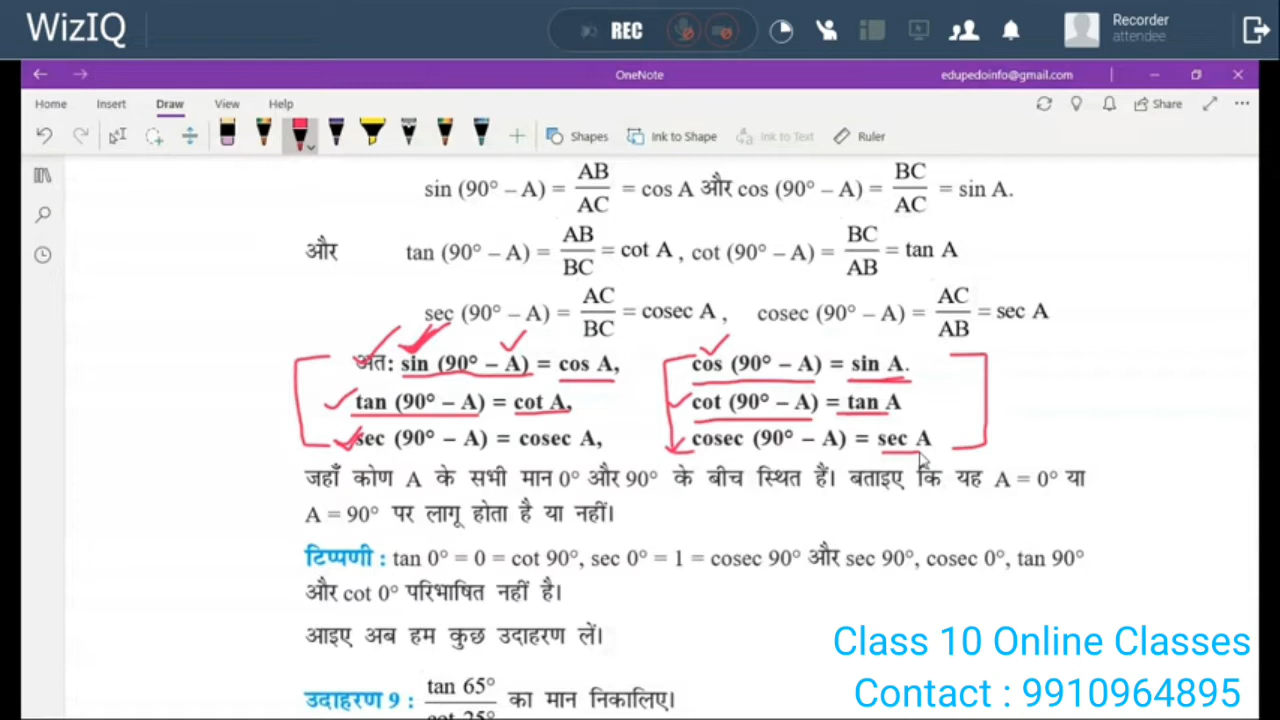 WizIQ
REC
Recorder
attendee
OneNote
edupedoinfo@gmail.com
Home Insert Draw View Help
Share
Shapes Ink to Shape Ink to Text Ruler
sin (90° – A) = AB/AC = cos A और cos (90° – A) = BC/AC = sin A.
और tan (90° – A) = AB/BC = cot A , cot (90° – A) = BC/AB = tan A
sec (90° – A) = AC/BC = cosec A , cosec (90° – A) = AC/AB = sec A
अत: sin (90° – A) = cos A, cos (90° – A) = sin A.
tan (90° – A) = cot A, cot (90° – A) = tan A
sec (90° – A) = cosec A, cosec (90° – A) = sec A
जहाँ कोण A के सभी मान 0° और 90° के बीच स्थित हैं। बताइए कि यह A = 0° या
A = 90° पर लागू होता है या नहीं।
टिप्पणी : tan 0° = 0 = cot 90°, sec 0° = 1 = cosec 90° और sec 90°, cosec 0°, tan 90°
और cot 0° परिभाषित नहीं है।
आइए अब हम कुछ उदाहरण लें।
उदाहरण 9 : tan 65°/cot 25° का मान निकालिए।
Class 10 Online Classes
Contact : 9910964895